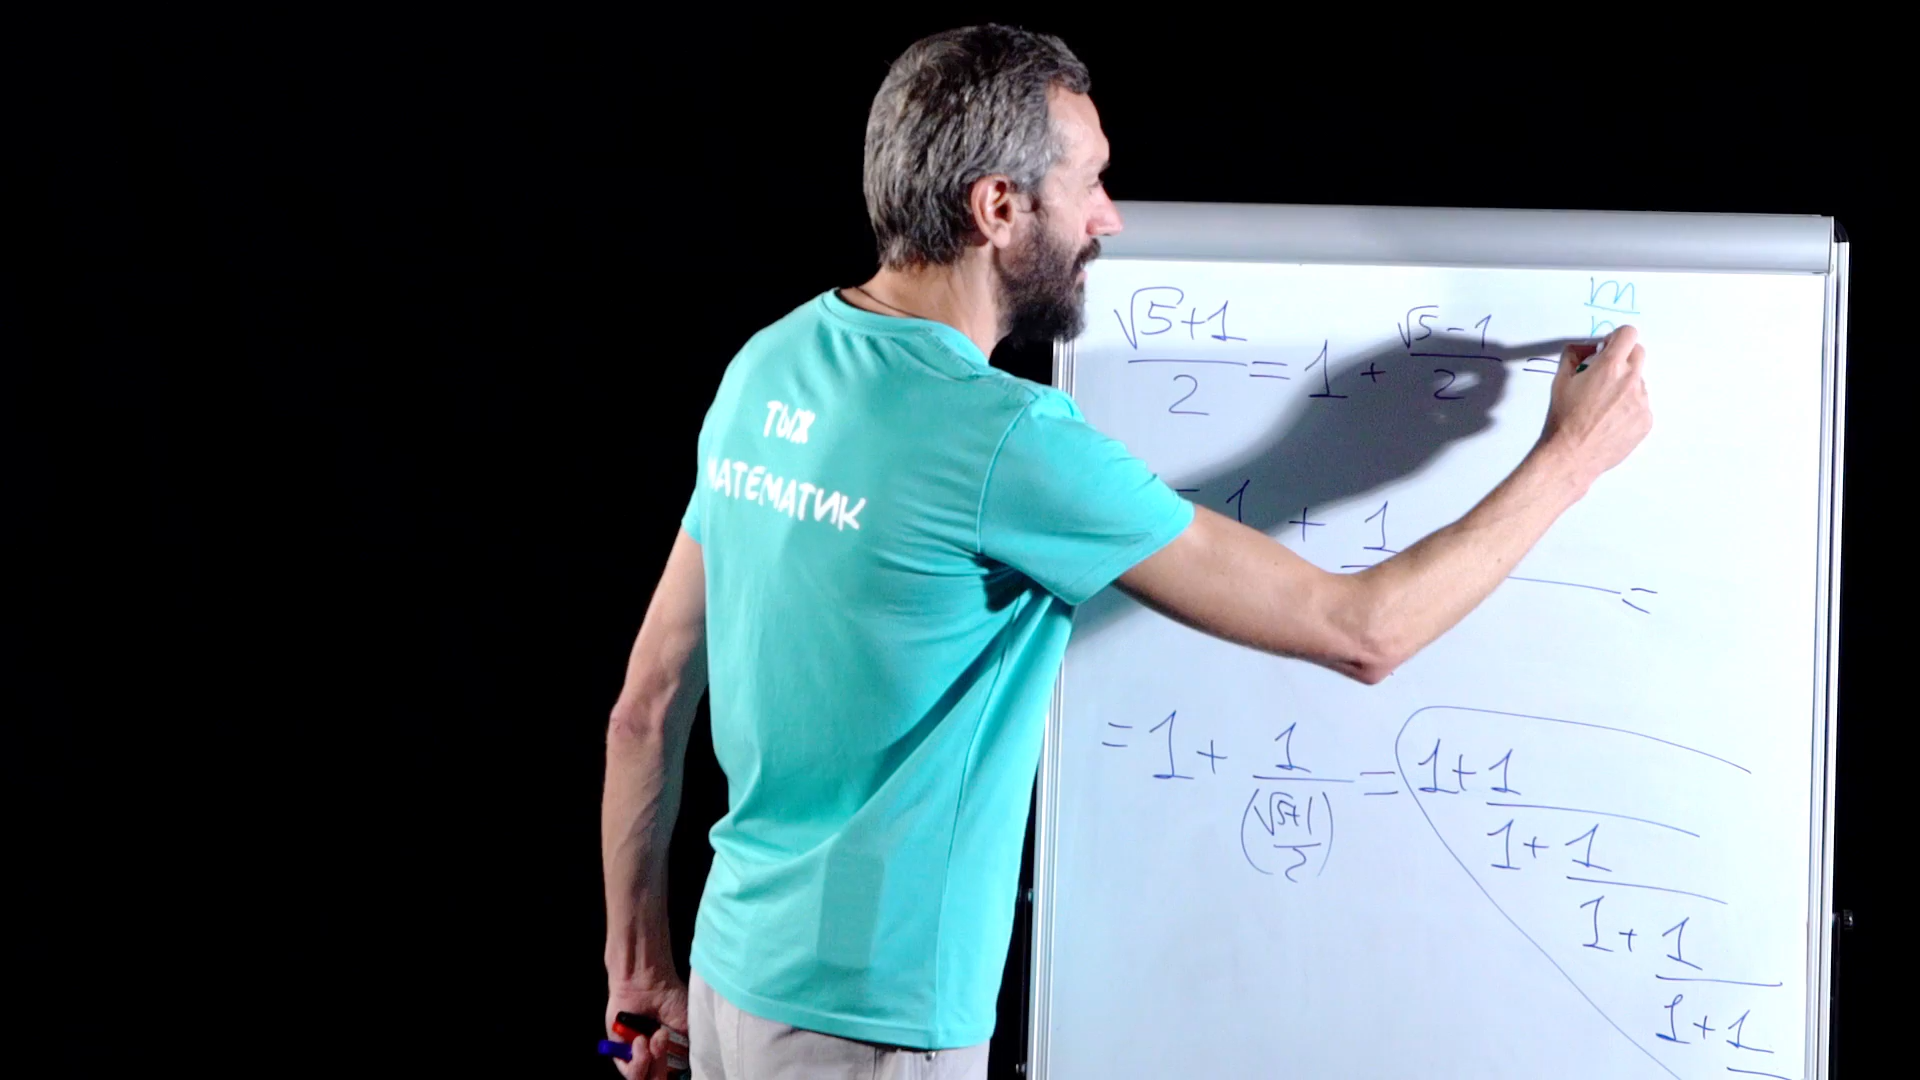 ТЫЖ
МАТЕМАТИК
(√5+1)/2 = 1 + (√5-1)/2 =
m
= 1 + 1
=
= 1 + 1/((√5+1)/2) = 1+1
1+1
1+1
1+1